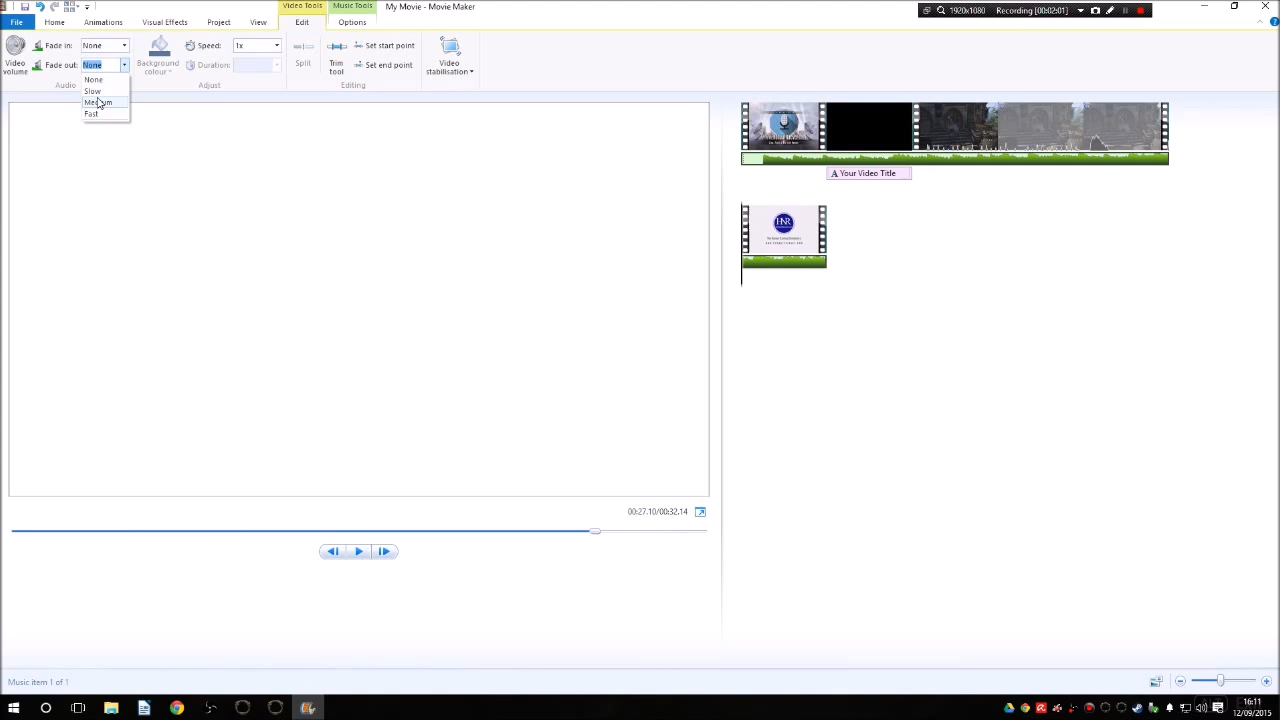 Video Tools
Music Tools
My Movie - Movie Maker
1920x1080
Recording [00:02:01]
File
Home
Animations
Visual Effects
Project
View
Edit
Options
Video volume
Fade in:
None
Fade out:
None
Background colour
Speed:
1x
Duration:
Split
Trim tool
Set start point
Set end point
Video stabilisation
Audio
Adjust
Editing
None
Slow
Medium
Fast
A Your Video Title
HNR
00:27.10/00:32.14
Music item 1 of 1
16:11
12/09/2015